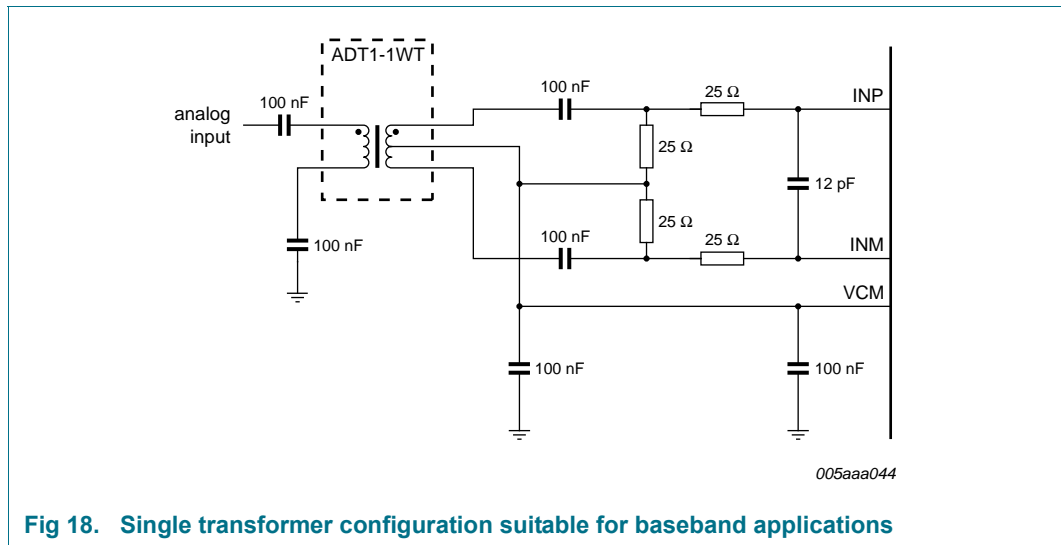 ADT1-1WT
100 nF
25 Ω
INP
100 nF
analog
input
25 Ω
12 pF
25 Ω
100 nF
100 nF
25 Ω
INM
VCM
100 nF
100 nF
005aaa044
Fig 18. Single transformer configuration suitable for baseband applications